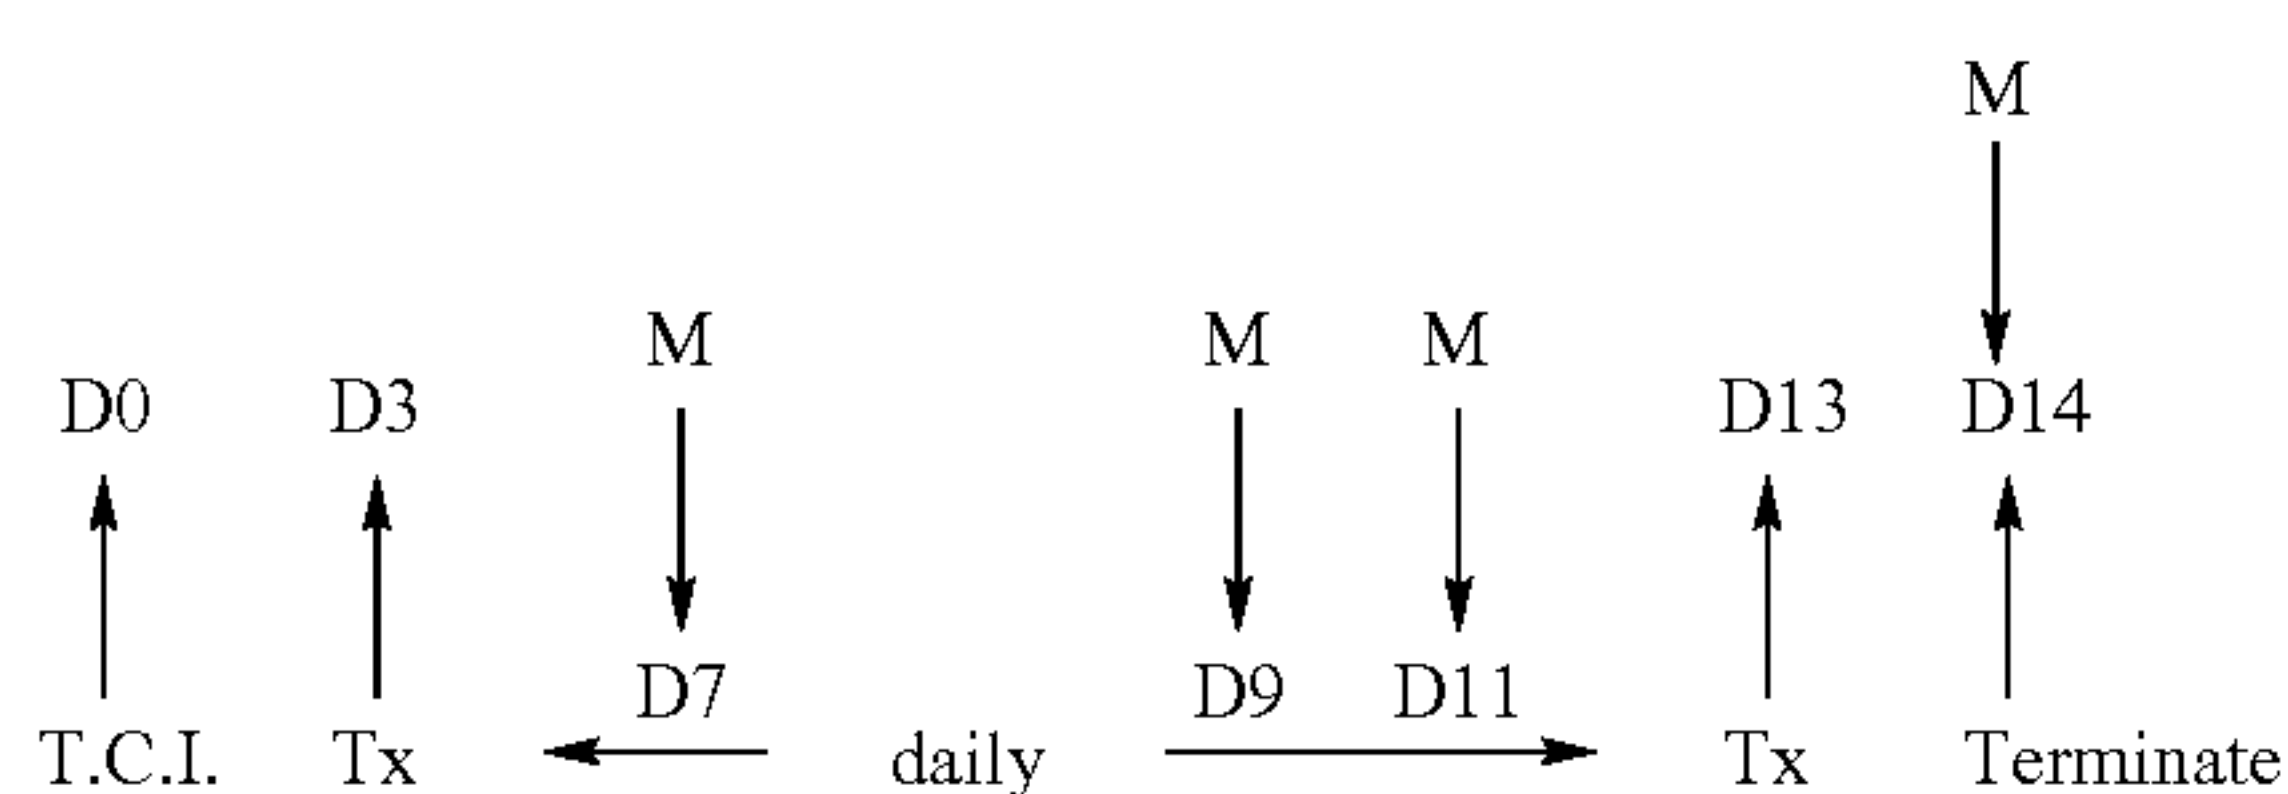 M
M M M
D0 D3 D13 D14
D7 D9 D11
T.C.I. Tx daily Tx Terminate